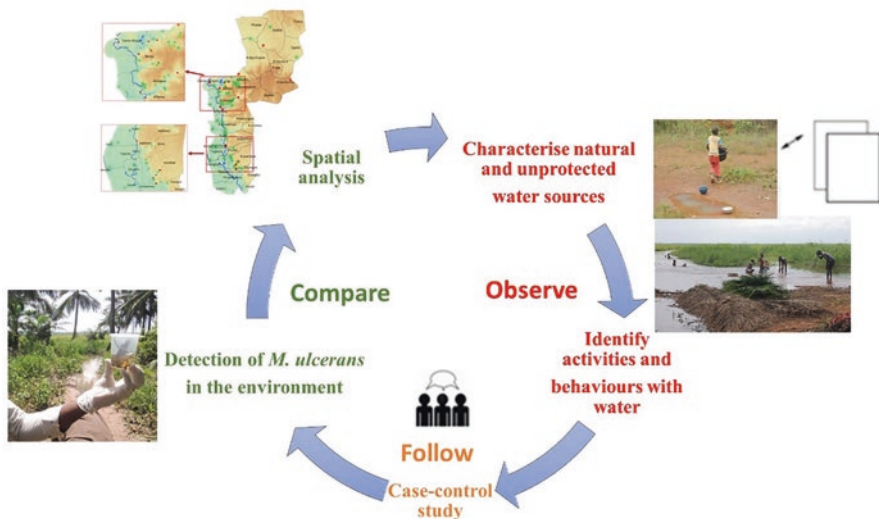 Spatial
analysis
Characterise natural
and unprotected
water sources
Compare
Observe
Detection of M. ulcerans
in the environment
Identify
activities and
behaviours with
water
Follow
Case-control
study